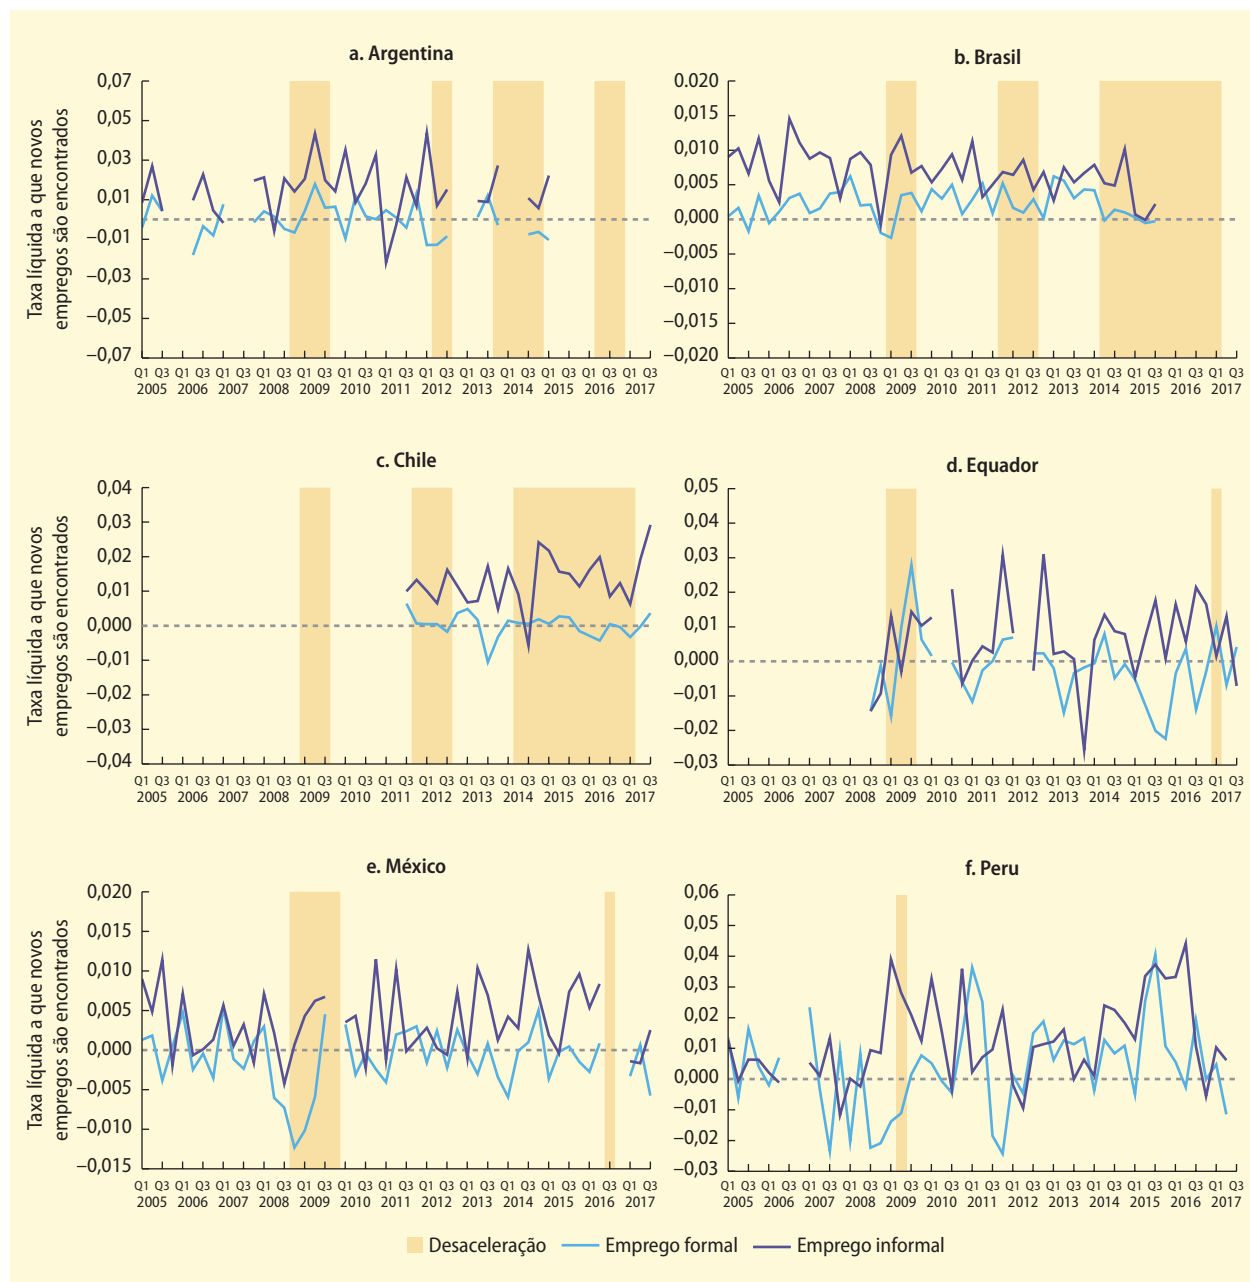 a. Argentina
Taxa líquida a que novos
empregos são encontrados
0,07
0,05
0,03
0,01
0
–0,01
–0,03
–0,05
–0,07
Q1 Q3 Q1 Q3 Q1 Q3 Q1 Q3 Q1 Q3 Q1 Q3 Q1 Q3 Q1 Q3 Q1 Q3 Q1 Q3 Q1 Q3 Q1 Q3 Q1 Q3
2005 2006 2007 2008 2009 2010 2011 2012 2013 2014 2015 2016 2017
b. Brasil
0.020
0,015
0,010
0,005
0,000
–0,005
–0,010
–0,015
–0,020
Q1 Q3 Q1 Q3 Q1 Q3 Q1 Q3 Q1 Q3 Q1 Q3 Q1 Q3 Q1 Q3 Q1 Q3 Q1 Q3 Q1 Q3 Q1 Q3 Q1 Q3
2005 2006 2007 2008 2009 2010 2011 2012 2013 2014 2015 2016 2017
c. Chile
Taxa líquida a que novos
empregos são encontrados
0,04
0,03
0,02
0,01
0,000
–0,01
–0,02
–0,03
–0,04
Q1 Q3 Q1 Q3 Q1 Q3 Q1 Q3 Q1 Q3 Q1 Q3 Q1 Q3 Q1 Q3 Q1 Q3 Q1 Q3 Q1 Q3 Q1 Q3 Q1 Q3
2005 2006 2007 2008 2009 2010 2011 2012 2013 2014 2015 2016 2017
d. Equador
0,05
0,04
0,03
0,02
0,01
0,000
–0,01
–0,02
–0,03
Q1 Q3 Q1 Q3 Q1 Q3 Q1 Q3 Q1 Q3 Q1 Q3 Q1 Q3 Q1 Q3 Q1 Q3 Q1 Q3 Q1 Q3 Q1 Q3 Q1 Q3
2005 2006 2007 2008 2009 2010 2011 2012 2013 2014 2015 2016 2017
e. México
Taxa líquida a que novos
empregos são encontrados
0,020
0,015
0,010
0,005
0,000
–0,005
–0,010
–0,015
Q1 Q3 Q1 Q3 Q1 Q3 Q1 Q3 Q1 Q3 Q1 Q3 Q1 Q3 Q1 Q3 Q1 Q3 Q1 Q3 Q1 Q3 Q1 Q3 Q1 Q3
2005 2006 2007 2008 2009 2010 2011 2012 2013 2014 2015 2016 2017
f. Peru
0,06
0,04
0,03
0,02
0,01
0,000
–0,01
–0,02
–0,03
Q1 Q3 Q1 Q3 Q1 Q3 Q1 Q3 Q1 Q3 Q1 Q3 Q1 Q3 Q1 Q3 Q1 Q3 Q1 Q3 Q1 Q3 Q1 Q3 Q1 Q3
2005 2006 2007 2008 2009 2010 2011 2012 2013 2014 2015 2016 2017
Desaceleração Emprego formal Emprego informal